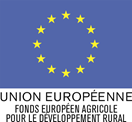 UNION EUROPÉENNE
FONDS EUROPÉEN AGRICOLE
POUR LE DÉVELOPPEMENT RURAL